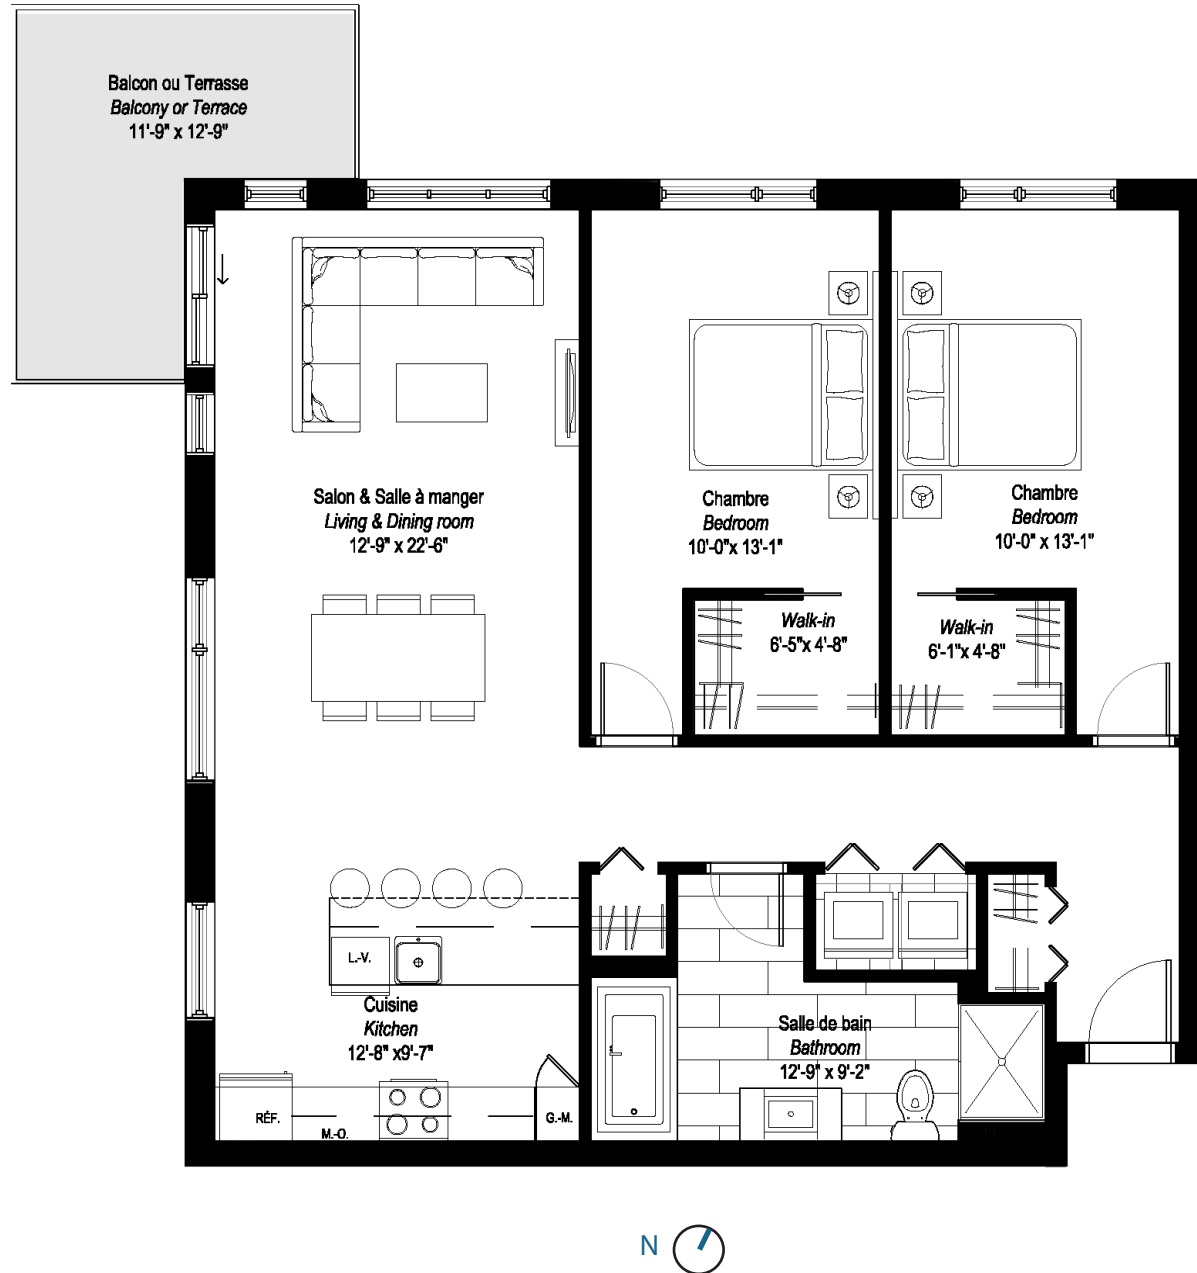 Balcon ou Terrasse
Balcony or Terrace
11'-9" x 12'-9"
Salon & Salle à manger
Living & Dining room
12'-9" x 22'-6"
Chambre
Bedroom
10'-0"x 13'-1"
Chambre
Bedroom
10'-0" x 13'-1"
Walk-in
6'-5"x 4'-8"
Walk-in
6'-1"x 4'-8"
L.-V.
Cuisine
Kitchen
12'-8" x9'-7"
Salle de bain
Bathroom
12'-9" x 9'-2"
RÉF.
M.-O.
G.-M.
N